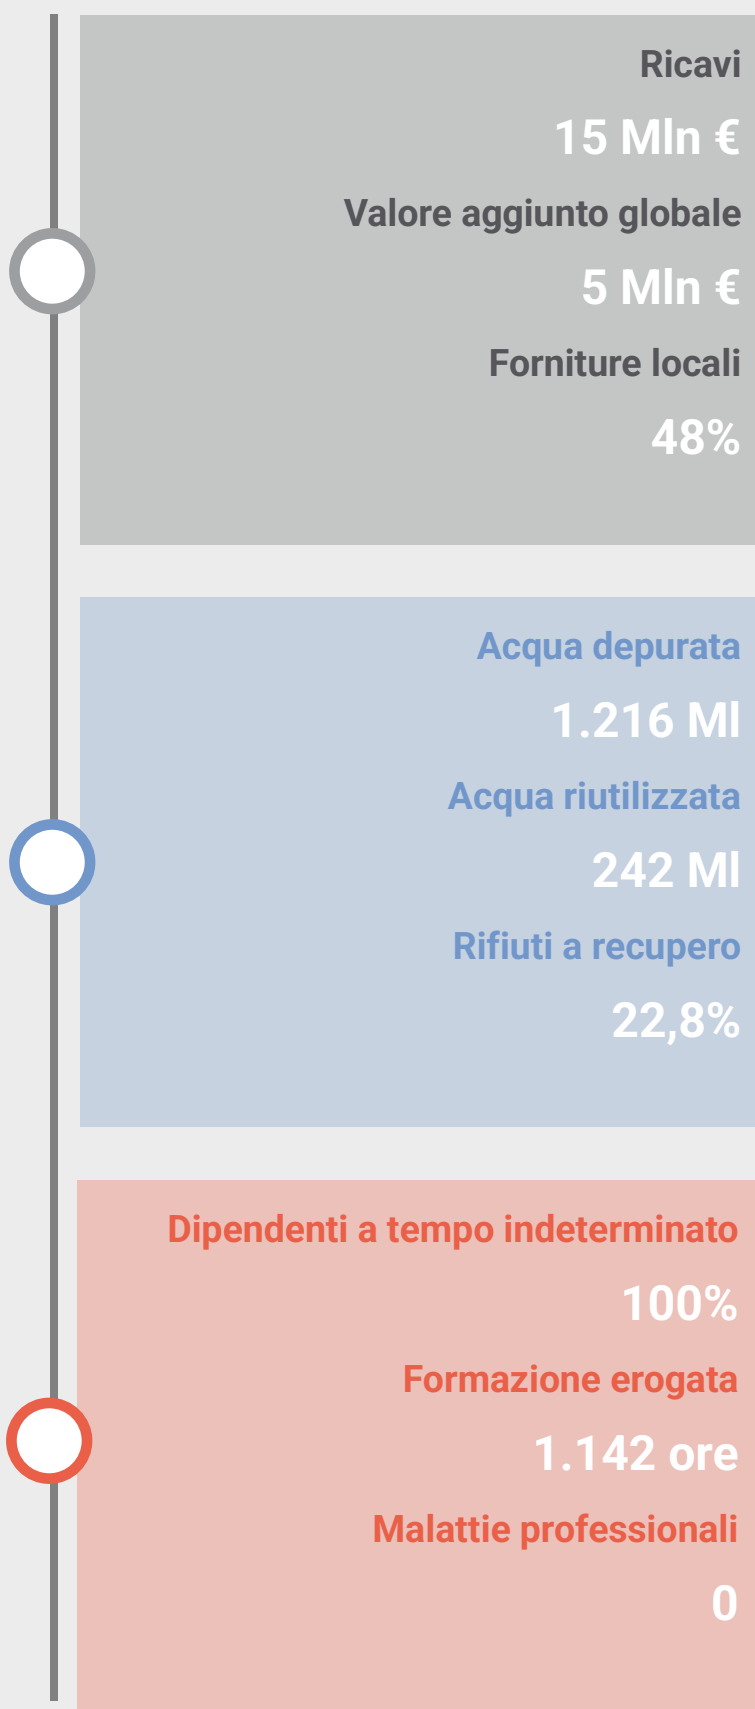 Ricavi
15 Mln €
Valore aggiunto globale
5 Mln €
Forniture locali
48%
Acqua depurata
1.216 Ml
Acqua riutilizzata
242 Ml
Rifiuti a recupero
22,8%
Dipendenti a tempo indeterminato
100%
Formazione erogata
1.142 ore
Malattie professionali
0